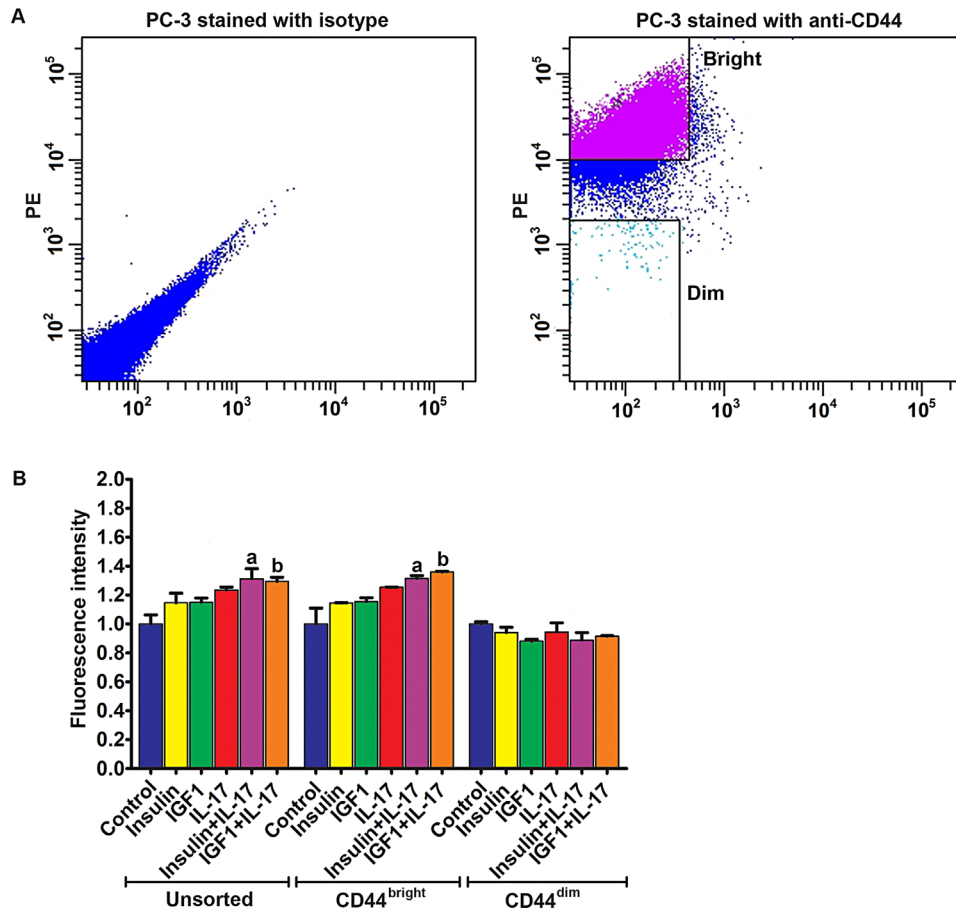 A
PC-3 stained with isotype
PC-3 stained with anti-CD44
PE
10^5
10^4
10^3
10^2
10^2 10^3 10^4 10^5
PE
10^5
10^4
10^3
10^2
Bright
Dim
10^2 10^3 10^4 10^5
B
Fluorescence intensity
2.0
1.8
1.6
1.4
1.2
1.0
0.8
0.6
0.4
0.2
0.0
a b
a b
Control
Insulin
IGF1
IL-17
Insulin+IL-17
IGF1+IL-17
Control
Insulin
IGF1
IL-17
Insulin+IL-17
IGF1+IL-17
Control
Insulin
IGF1
IL-17
Insulin+IL-17
IGF1+IL-17
Unsorted
CD44^bright
CD44^dim